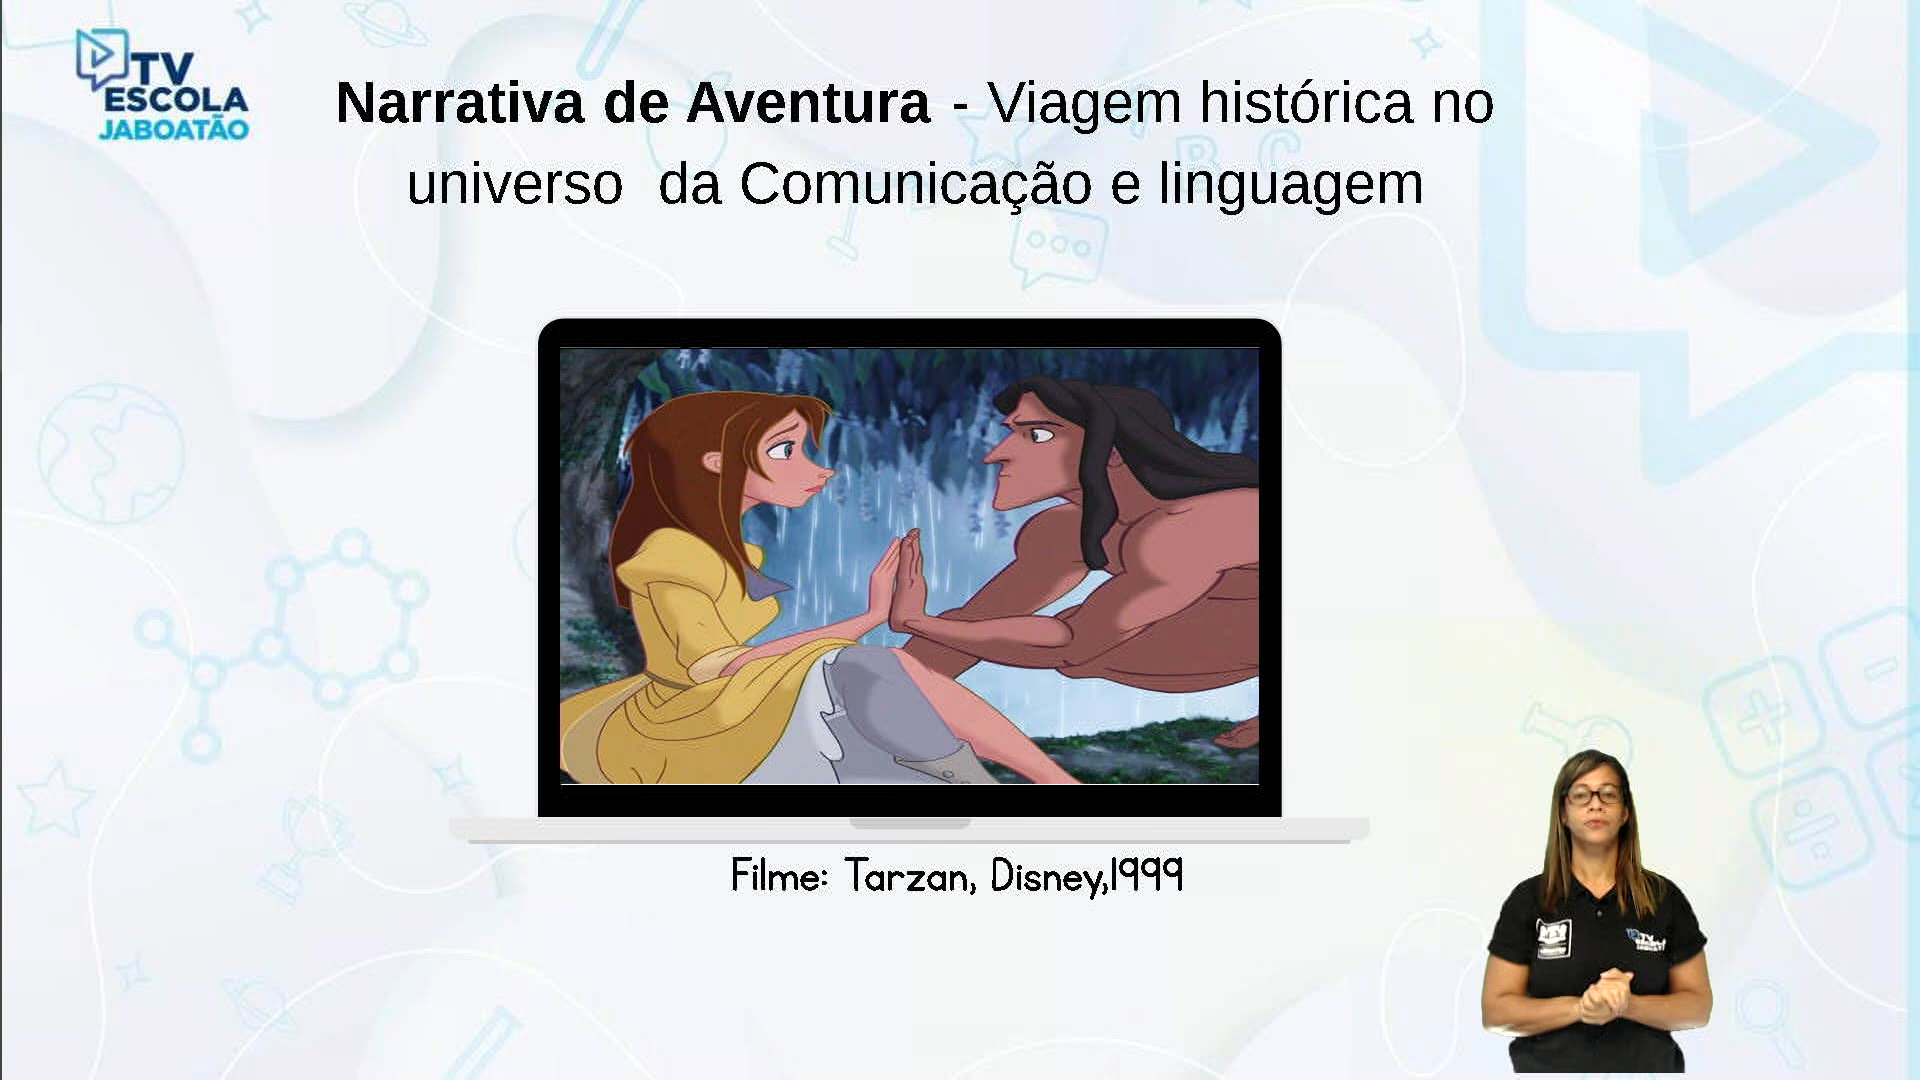 TV
ESCOLA
JABOATÃO
Narrativa de Aventura - Viagem histórica no
universo da Comunicação e linguagem
Filme: Tarzan, Disney,1999